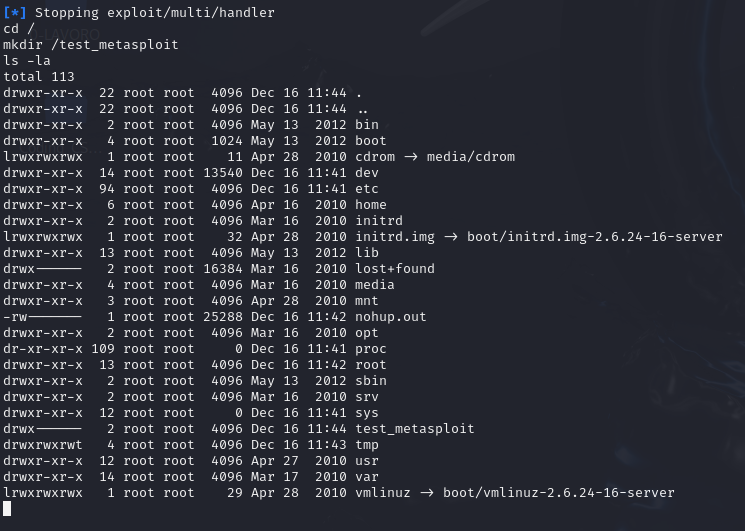 [*] Stopping exploit/multi/handler
cd /
mkdir /test_metasploit
ls -la
total 113
drwxr-xr-x  22 root root  4096 Dec 16 11:44 .
drwxr-xr-x  22 root root  4096 Dec 16 11:44 ..
drwxr-xr-x   2 root root  4096 May 13  2012 bin
drwxr-xr-x   4 root root  1024 May 13  2012 boot
lrwxrwxrwx   1 root root    11 Apr 28  2010 cdrom -> media/cdrom
drwxr-xr-x  14 root root 13540 Dec 16 11:41 dev
drwxr-xr-x  94 root root  4096 Dec 16 11:41 etc
drwxr-xr-x   6 root root  4096 Apr 16  2010 home
drwxr-xr-x   2 root root  4096 Mar 16  2010 initrd
lrwxrwxrwx   1 root root    32 Apr 28  2010 initrd.img -> boot/initrd.img-2.6.24-16-server
drwxr-xr-x  13 root root  4096 May 13  2012 lib
drwx------   2 root root 16384 Mar 16  2010 lost+found
drwxr-xr-x   4 root root  4096 Mar 16  2010 media
drwxr-xr-x   3 root root  4096 Apr 28  2010 mnt
-rw-------   1 root root 25288 Dec 16 11:42 nohup.out
drwxr-xr-x   2 root root  4096 Mar 16  2010 opt
dr-xr-xr-x 109 root root     0 Dec 16 11:41 proc
drwxr-xr-x  13 root root  4096 Dec 16 11:42 root
drwxr-xr-x   2 root root  4096 May 13  2012 sbin
drwxr-xr-x   2 root root  4096 Mar 16  2010 srv
drwxr-xr-x  12 root root     0 Dec 16 11:41 sys
drwx------   2 root root  4096 Dec 16 11:44 test_metasploit
drwxrwxrwt   4 root root  4096 Dec 16 11:43 tmp
drwxr-xr-x  12 root root  4096 Apr 27  2010 usr
drwxr-xr-x  14 root root  4096 Mar 17  2010 var
lrwxrwxrwx   1 root root    29 Apr 28  2010 vmlinuz -> boot/vmlinuz-2.6.24-16-server